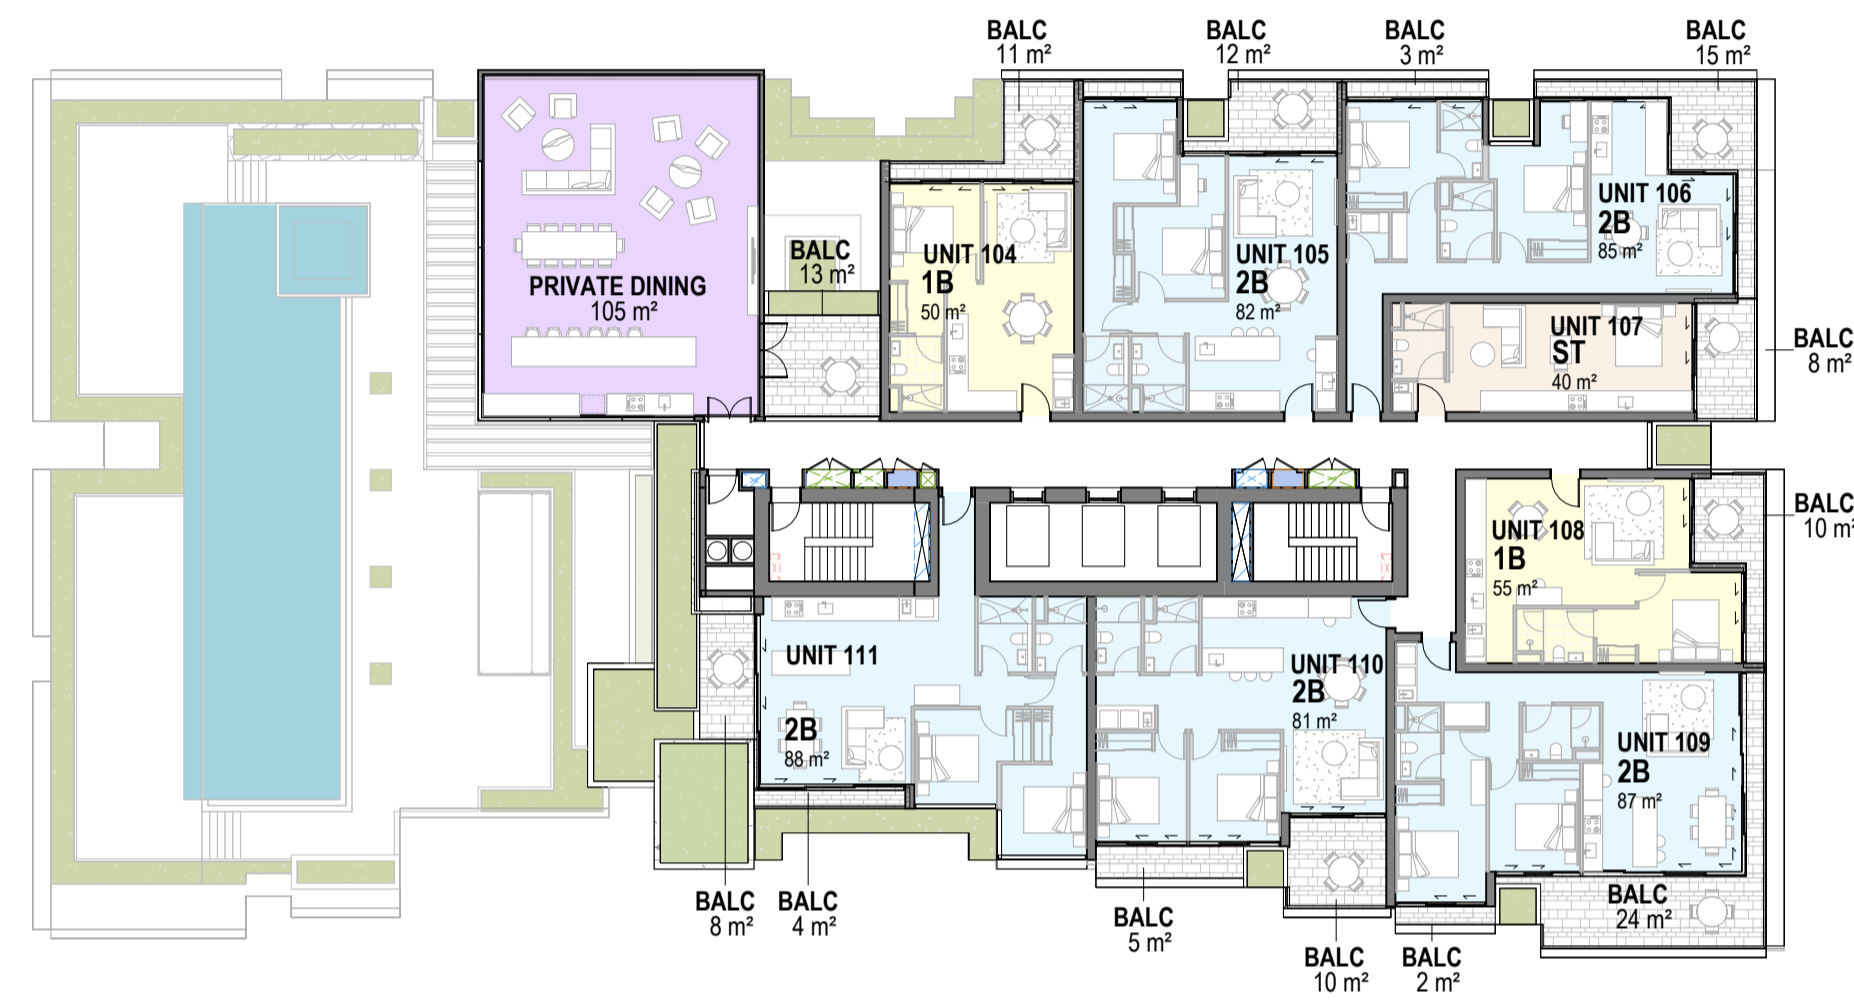 BALC
11 m²
BALC
12 m²
BALC
3 m²
BALC
15 m²
PRIVATE DINING
105 m²
BALC
13 m²
UNIT 104
1B
50 m²
UNIT 105
2B
82 m²
UNIT 106
2B
85 m²
UNIT 107
ST
40 m²
BALC
8 m²
UNIT 108
1B
55 m²
BALC
10 m²
UNIT 111
2B
88 m²
UNIT 110
2B
81 m²
UNIT 109
2B
87 m²
BALC
8 m²
BALC
4 m²
BALC
5 m²
BALC
10 m²
BALC
2 m²
BALC
24 m²